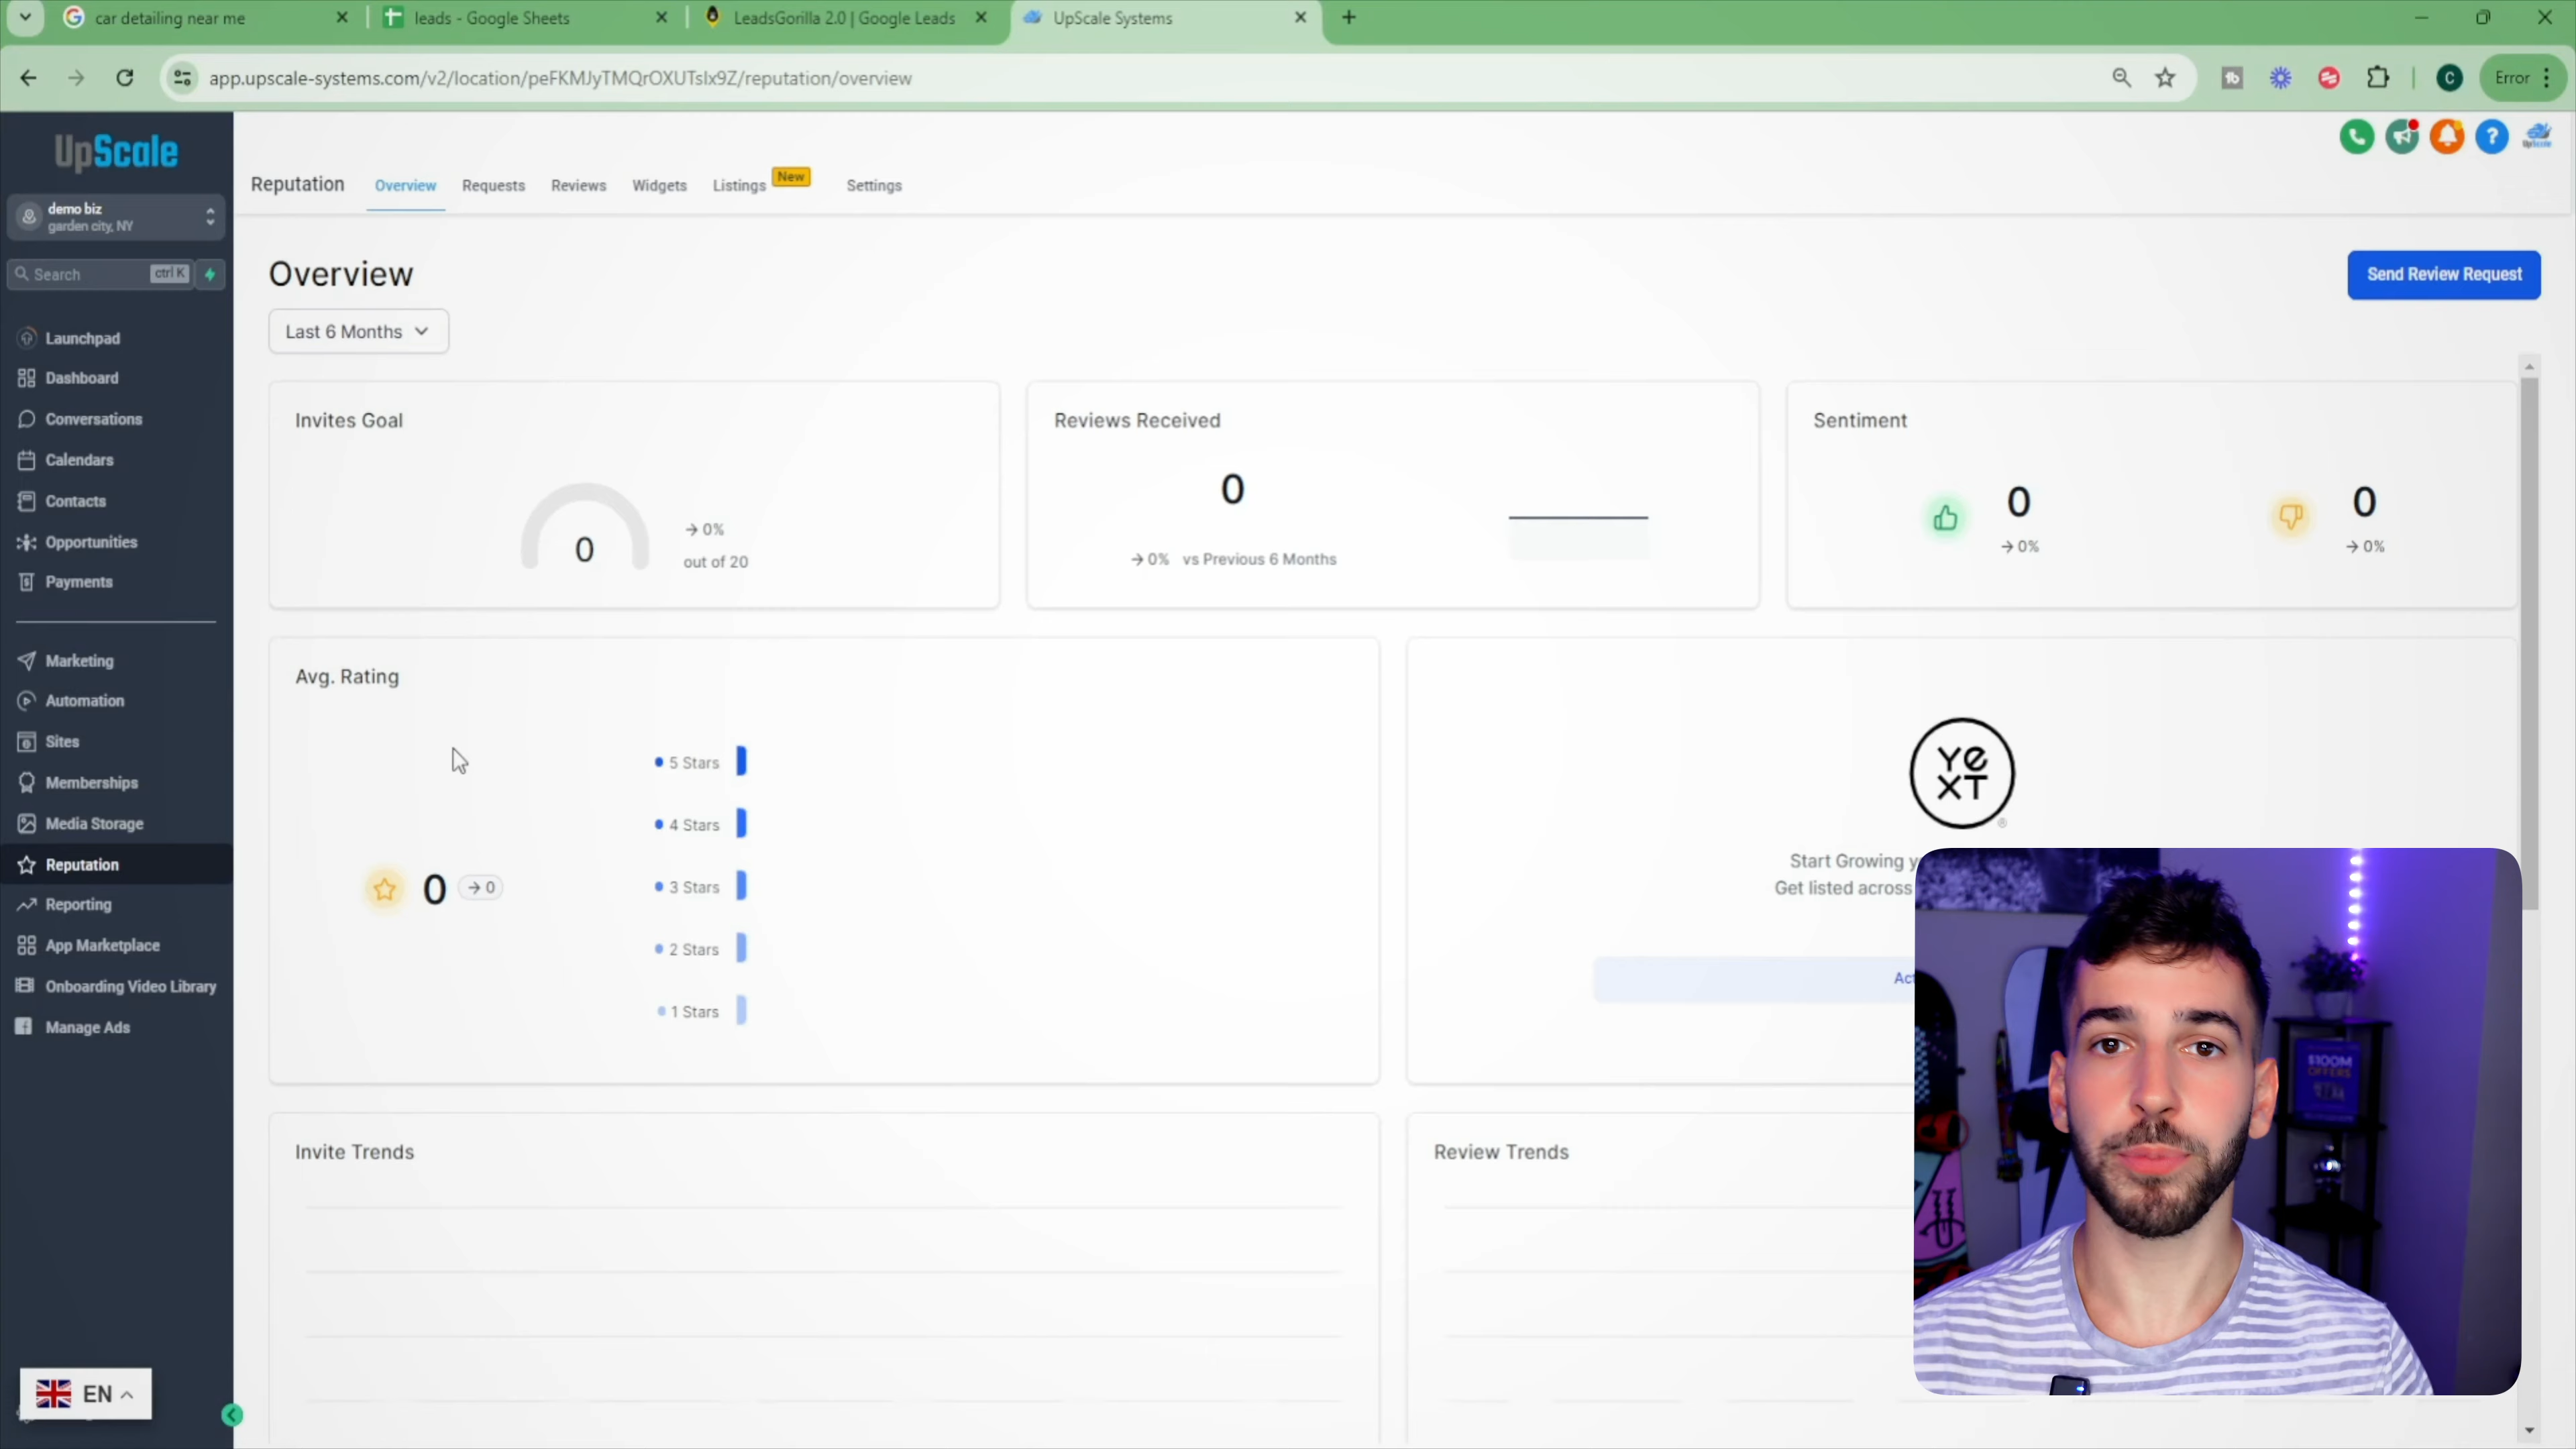 car detailing near me
leads - Google Sheets
LeadsGorilla 2.0 | Google Leads
UpScale Systems
app.upscale-systems.com/v2/location/peFKMJyTMQrOXUTslx9Z/reputation/overview
C
Error
UpScale
demo biz
garden city, NY
Search
ctrl K
Launchpad
Dashboard
Conversations
Calendars
Contacts
Opportunities
Payments
Marketing
Automation
Sites
Memberships
Media Storage
Reputation
Reporting
App Marketplace
Onboarding Video Library
Manage Ads
EN
Reputation
Overview
Requests
Reviews
Widgets
Listings
New
Settings
Overview
Send Review Request
Last 6 Months
Invites Goal
0
→ 0%
out of 20
Reviews Received
0
→ 0% vs Previous 6 Months
Sentiment
0
→ 0%
0
→ 0%
Avg. Rating
0
→ 0
5 Stars
4 Stars
3 Stars
2 Stars
1 Stars
YEXT
Start Growing y
Get listed across
Invite Trends
Review Trends
$100M
OFFERS